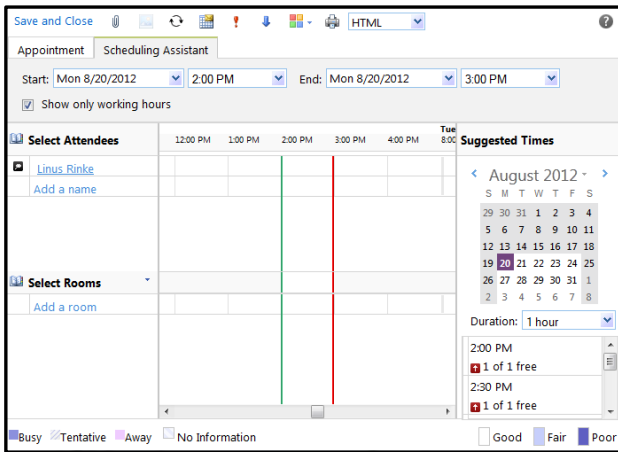 Save and Close HTML
Appointment Scheduling Assistant
Start: Mon 8/20/2012 2:00 PM End: Mon 8/20/2012 3:00 PM
Show only working hours
Select Attendees
Tue
12:00 PM 1:00 PM 2:00 PM 3:00 PM 4:00 PM 8:00
Linus Rinke
Add a name
Select Rooms
Add a room
Suggested Times
August 2012
S M T W T F S
29 30 31 1 2 3 4
5 6 7 8 9 10 11
12 13 14 15 16 17 18
19 20 21 22 23 24 25
26 27 28 29 30 31 1
2 3 4 5 6 7 8
Duration: 1 hour
2:00 PM
1 of 1 free
2:30 PM
1 of 1 free
Busy Tentative Away No Information Good Fair Poor